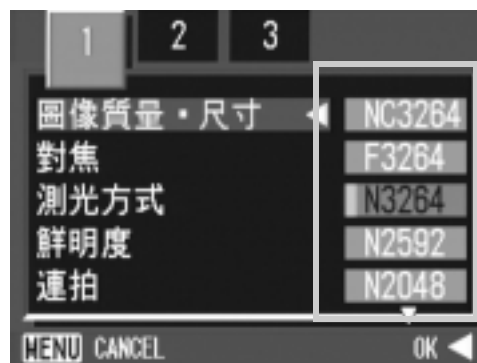 1 2 3
圖像質量・尺寸 NC3264
對焦 F3264
測光方式 N3264
鮮明度 N2592
連拍 N2048
MENU CANCEL OK